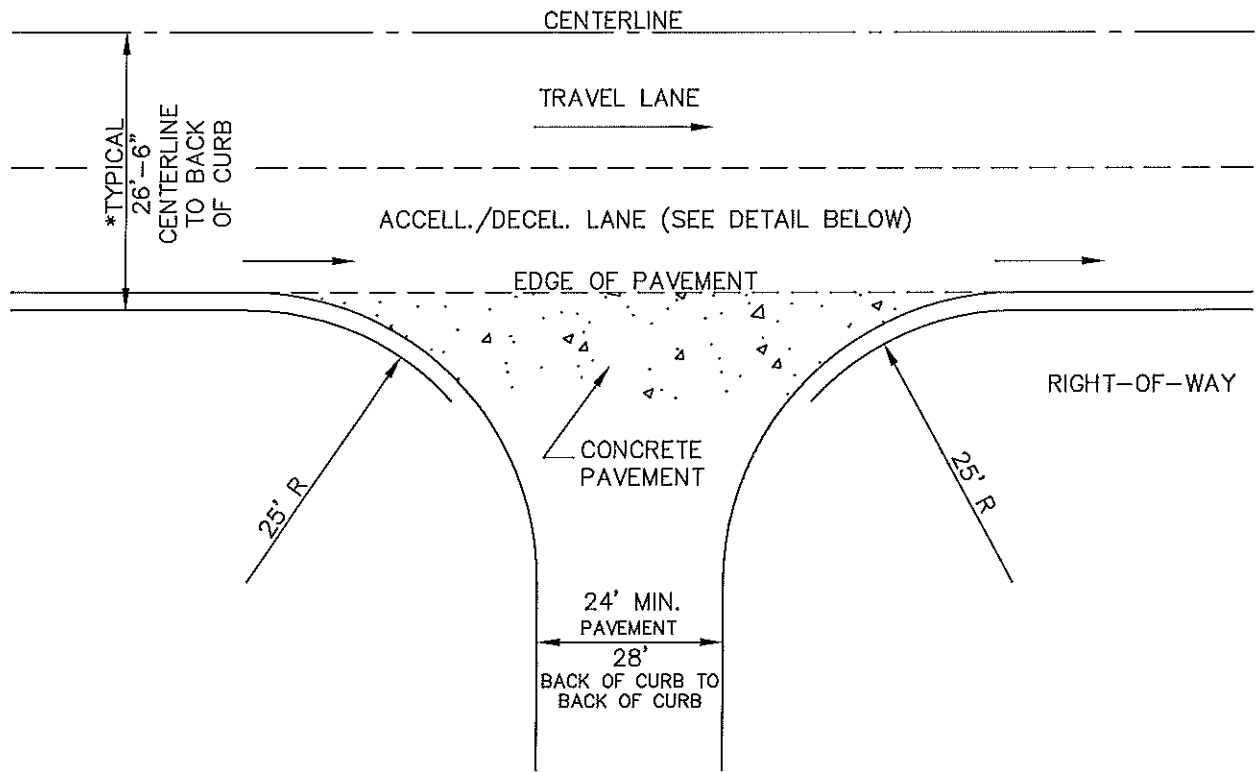 CENTERLINE
TRAVEL LANE
*TYPICAL
26'-6"
CENTERLINE
TO BACK
OF CURB
ACCELL./DECEL. LANE (SEE DETAIL BELOW)
EDGE OF PAVEMENT
RIGHT-OF-WAY
CONCRETE
PAVEMENT
25' R
25' R
24' MIN.
PAVEMENT
28'
BACK OF CURB TO
BACK OF CURB